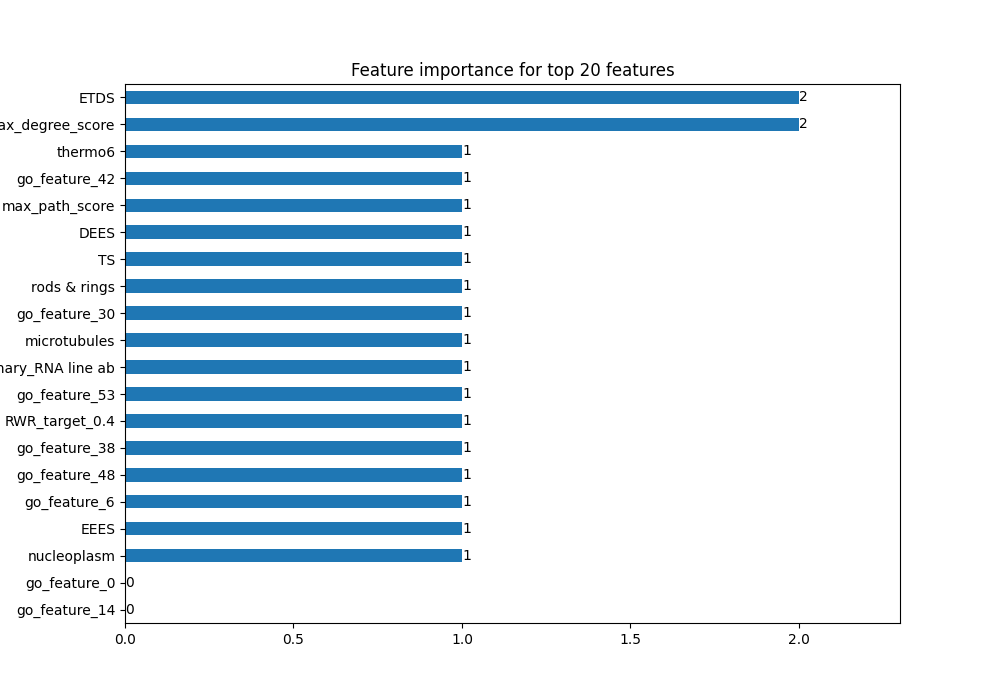 Feature importance for top 20 features
ETDS 2
ax_degree_score 2
thermo6 1
go_feature_42 1
max_path_score 1
DEES 1
TS 1
rods & rings 1
go_feature_30 1
microtubules 1
nary_RNA line ab 1
go_feature_53 1
RWR_target_0.4 1
go_feature_38 1
go_feature_48 1
go_feature_6 1
EEES 1
nucleoplasm 1
go_feature_0 0
go_feature_14 0
0.0 0.5 1.0 1.5 2.0